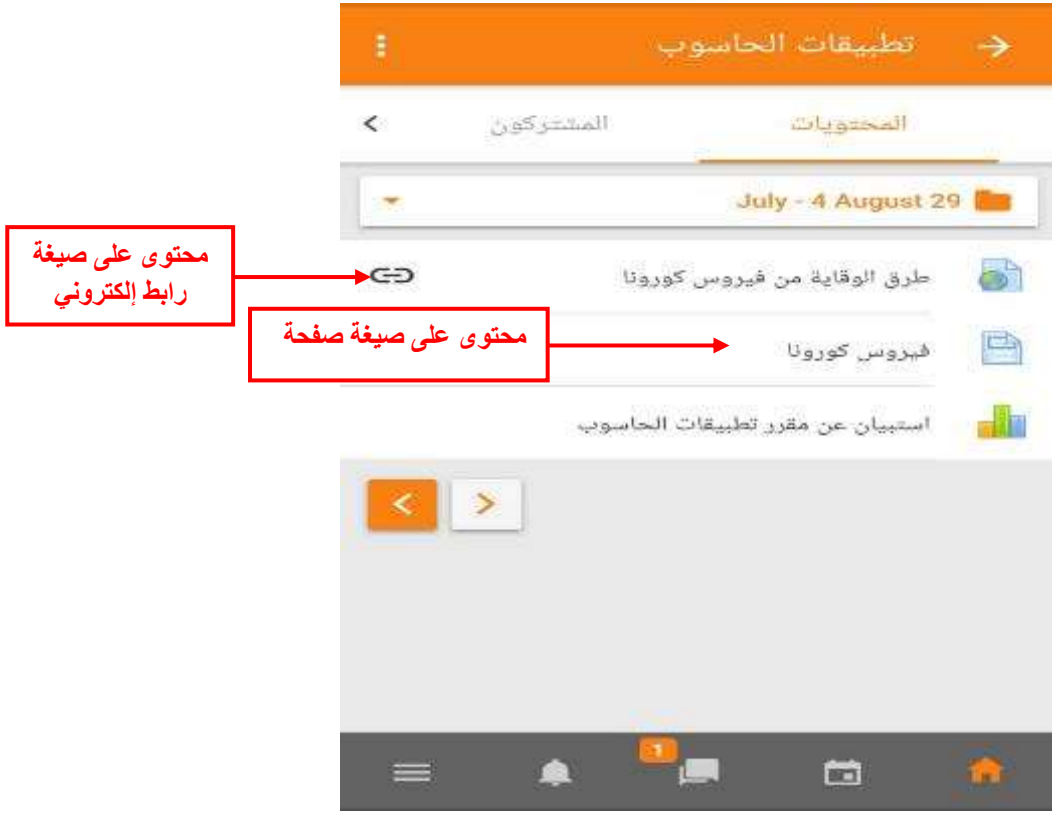 تطبيقات الحاسوب
المحتويات
المشتركون
29 July - 4 August
محتوى على صيغة
رابط إلكتروني
طرق الوقاية من فيروس كورونا
محتوى على صيغة صفحة
فيروس كورونا
استبيان عن مقرر تطبيقات الحاسوب
1